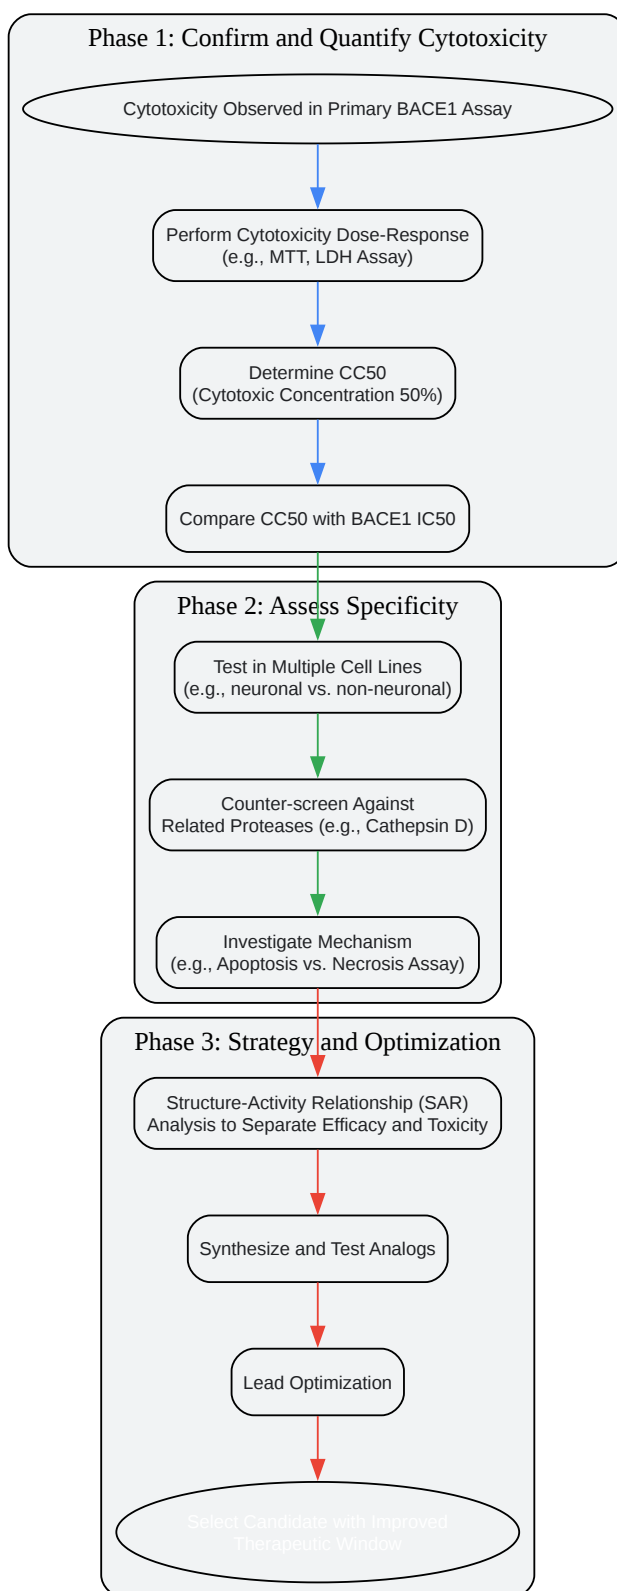 Phase 1: Confirm and Quantify Cytotoxicity
Cytotoxicity Observed in Primary BACE1 Assay
Perform Cytotoxicity Dose-Response
(e.g., MTT, LDH Assay)
Determine CC50
(Cytotoxic Concentration 50%)
Compare CC50 with BACE1 IC50
Phase 2: Assess Specificity
Test in Multiple Cell Lines
(e.g., neuronal vs. non-neuronal)
Counter-screen Against
Related Proteases (e.g., Cathepsin D)
Investigate Mechanism
(e.g., Apoptosis vs. Necrosis Assay)
Phase 3: Strategy and Optimization
Structure-Activity Relationship (SAR)
Analysis to Separate Efficacy and Toxicity
Synthesize and Test Analogs
Lead Optimization
Select Candidate with Improved
Therapeutic Window